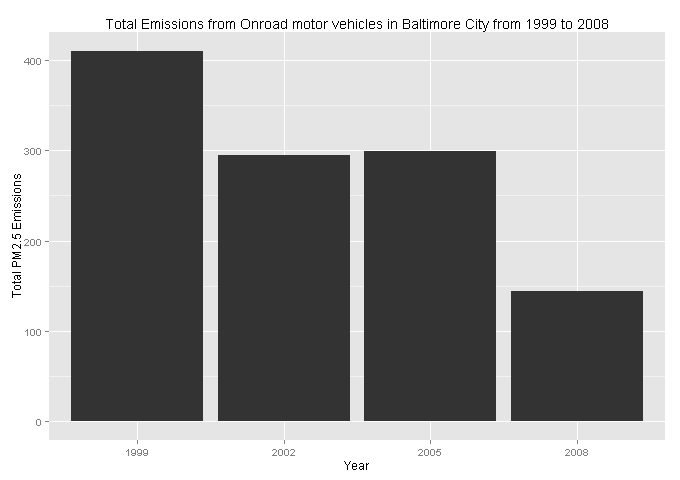 Total Emissions from Onroad motor vehicles in Baltimore City from 1999 to 2008
400
300
200
100
0
Total PM2.5 Emissions
1999 2002 2005 2008
Year